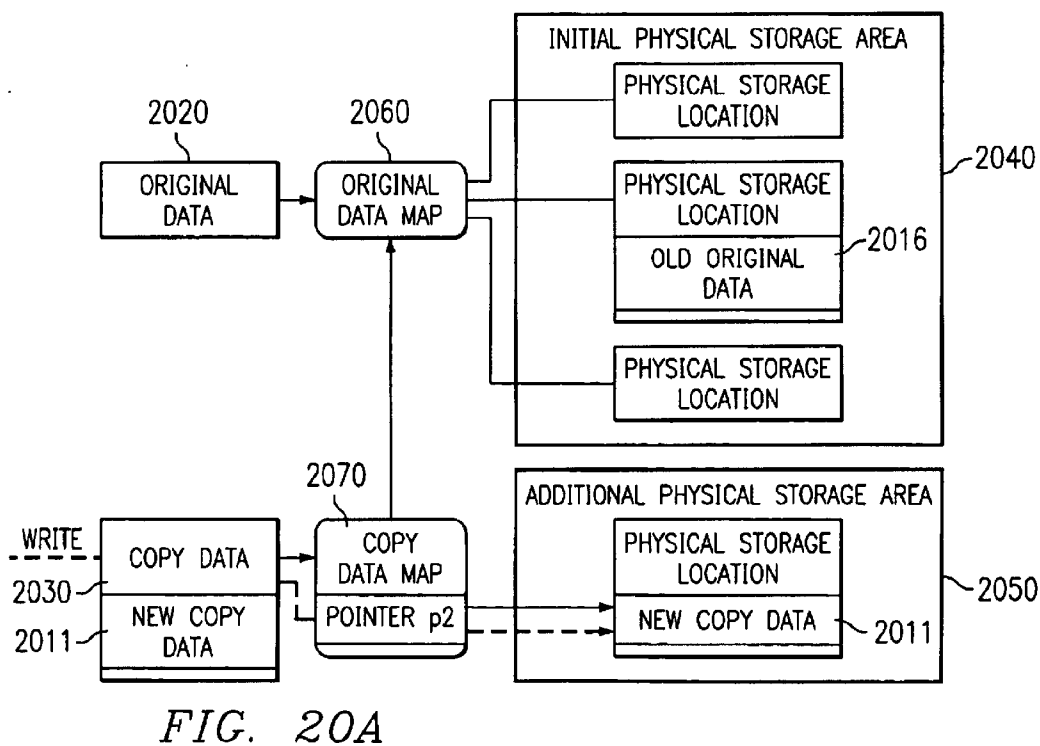 INITIAL PHYSICAL STORAGE AREA
PHYSICAL STORAGE
LOCATION
2020
2060
ORIGINAL
DATA
ORIGINAL
DATA MAP
PHYSICAL STORAGE
LOCATION
2040
OLD ORIGINAL
DATA
2016
PHYSICAL STORAGE
LOCATION
2070
ADDITIONAL PHYSICAL STORAGE AREA
WRITE
COPY DATA
COPY
DATA MAP
PHYSICAL STORAGE
LOCATION
2030
2050
NEW COPY
DATA
2011
POINTER p2
NEW COPY DATA
2011
FIG. 20A